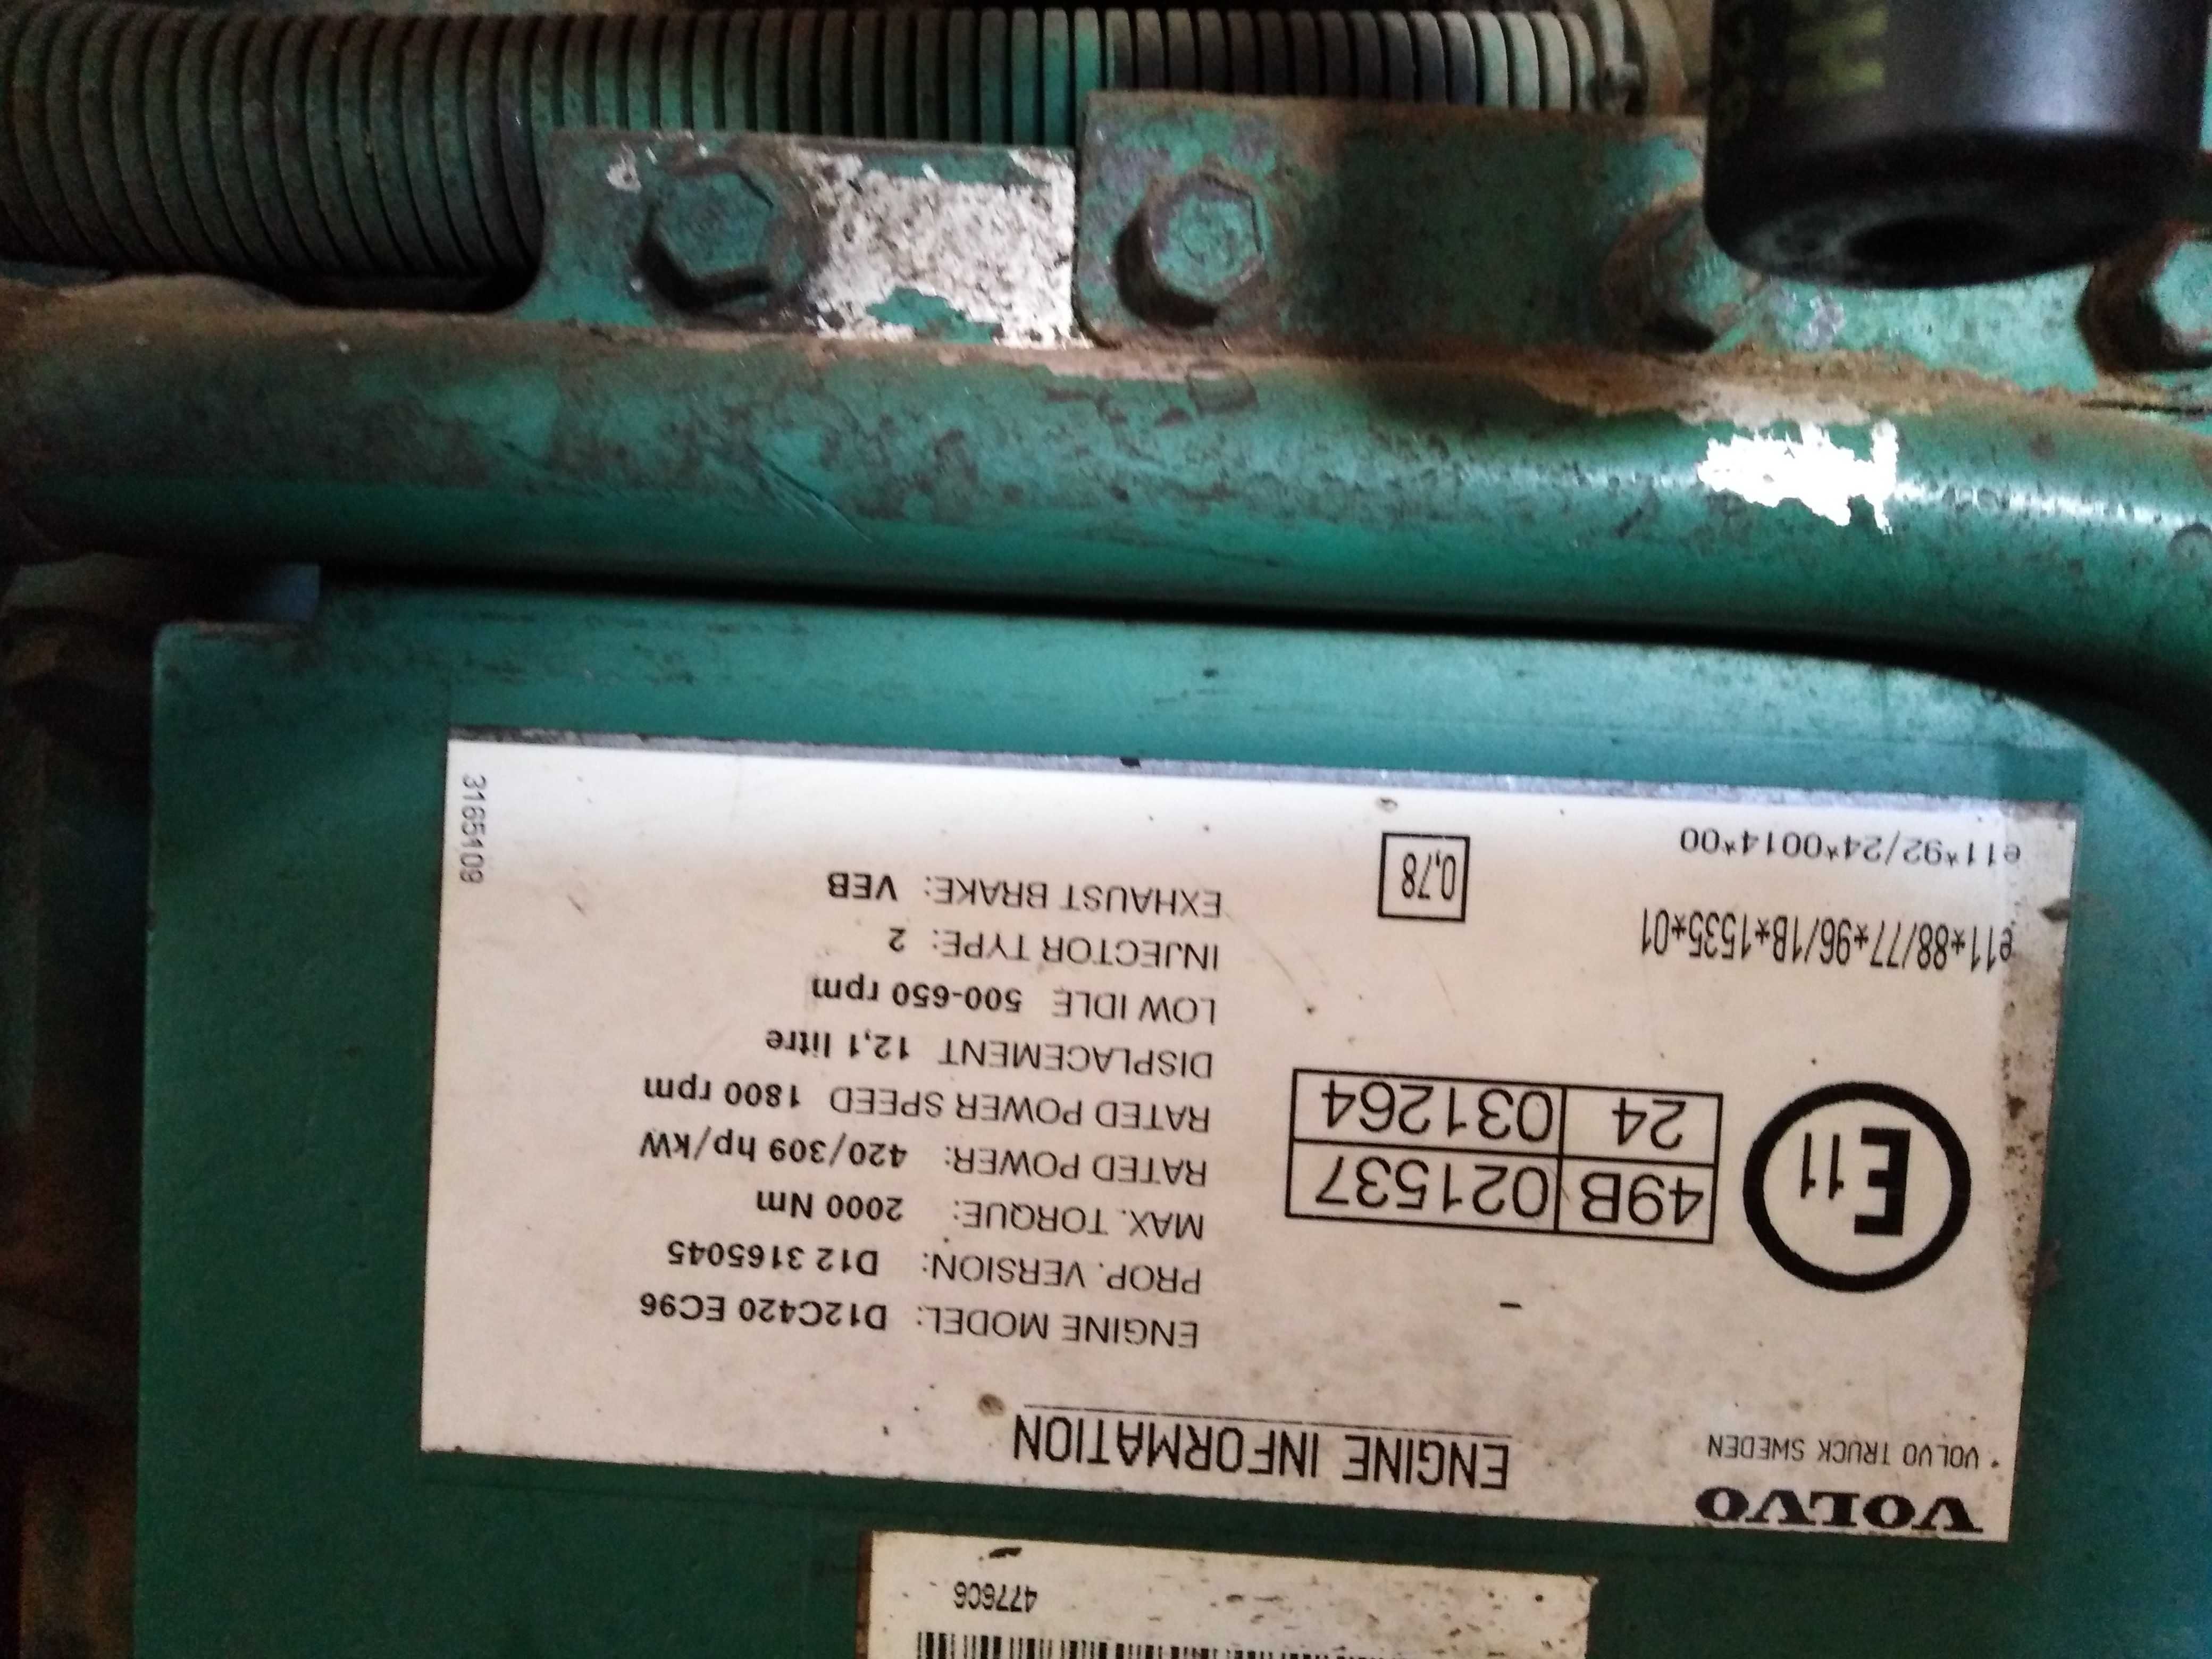 VOLVO
VOLVO TRUCK SWEDEN
ENGINE INFORMATION
ENGINE MODEL: D12C420 EC96
PROP. VERSION: D12 3165045
MAX. TORQUE: 2000 Nm
RATED POWER: 420/309 hp/kW
RATED POWER SPEED 1800 rpm
DISPLACEMENT 12,1 litre
LOW IDLE 500-650 rpm
INJECTOR TYPE: 2
EXHAUST BRAKE: VEB
E11
49B 021537
24 031264
e11*88/77*96/1B*1535*01
0,78
e11*92/24*0014*00
3165109